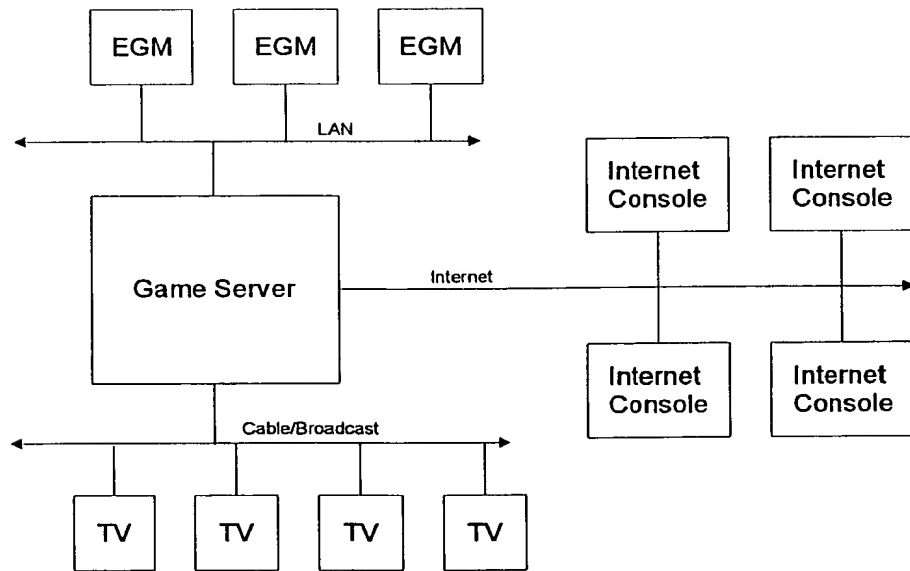 EGM
EGM
EGM
LAN
Internet
Console
Internet
Console
Game Server
Internet
Internet
Console
Internet
Console
Cable/Broadcast
TV
TV
TV
TV